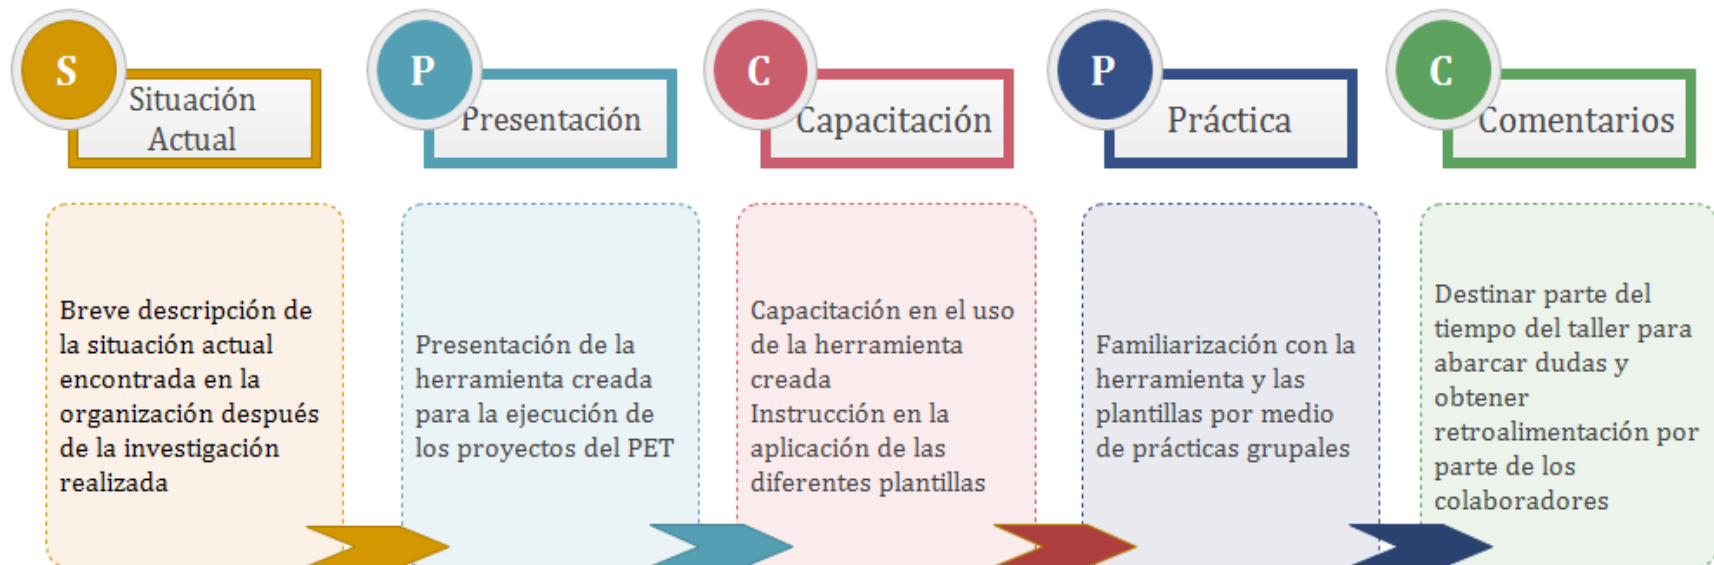 S
Situación
Actual
P
Presentación
C
Capacitación
P
Práctica
C
Comentarios
Breve descripción de
la situación actual
encontrada en la
organización después
de la investigación
realizada
Presentación de la
herramienta creada
para la ejecución de
los proyectos del PET
Capacitación en el uso
de la herramienta
creada
Instrucción en la
aplicación de las
diferentes plantillas
Familiarización con la
herramienta y las
plantillas por medio
de prácticas grupales
Destinar parte del
tiempo del taller para
abarcar dudas y
obtener
retroalimentación por
parte de los
colaboradores